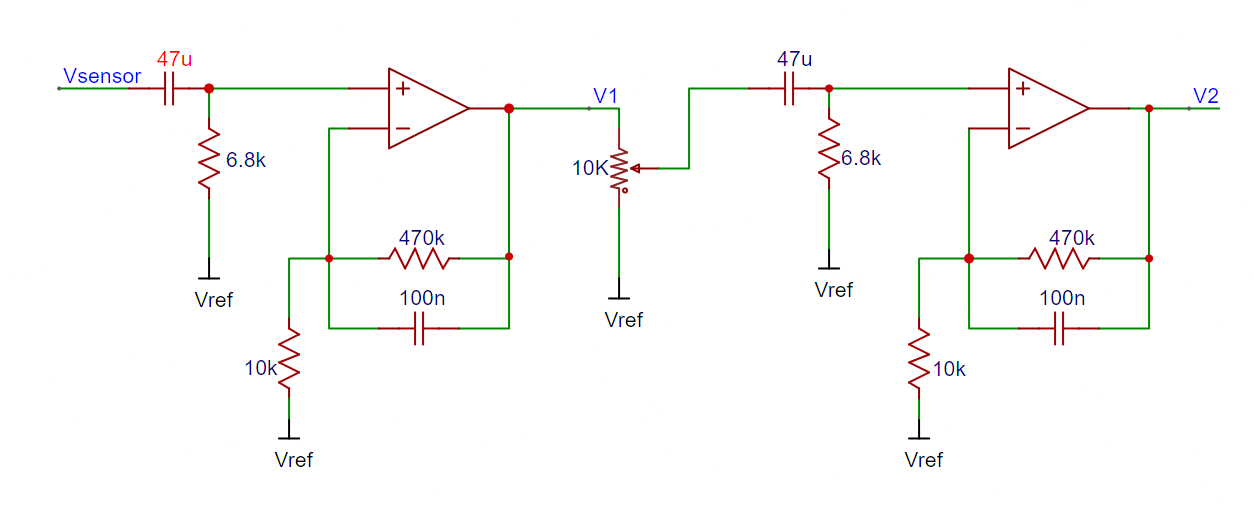 Vsensor
47u
6.8k
Vref
+
−
470k
100n
10k
Vref
V1
10K
Vref
47u
6.8k
Vref
+
−
470k
100n
10k
Vref
V2